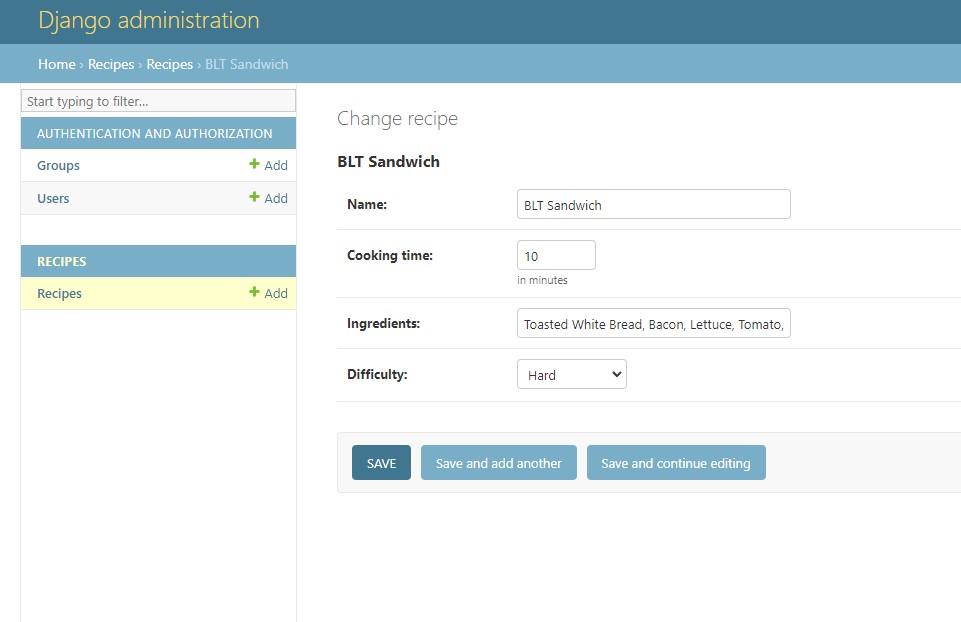 Django administration
Home › Recipes › Recipes › BLT Sandwich
Start typing to filter...
AUTHENTICATION AND AUTHORIZATION
Groups + Add
Users + Add
RECIPES
Recipes + Add
Change recipe
BLT Sandwich
Name: BLT Sandwich
Cooking time: 10
in minutes
Ingredients: Toasted White Bread, Bacon, Lettuce, Tomato,
Difficulty: Hard
SAVE Save and add another Save and continue editing